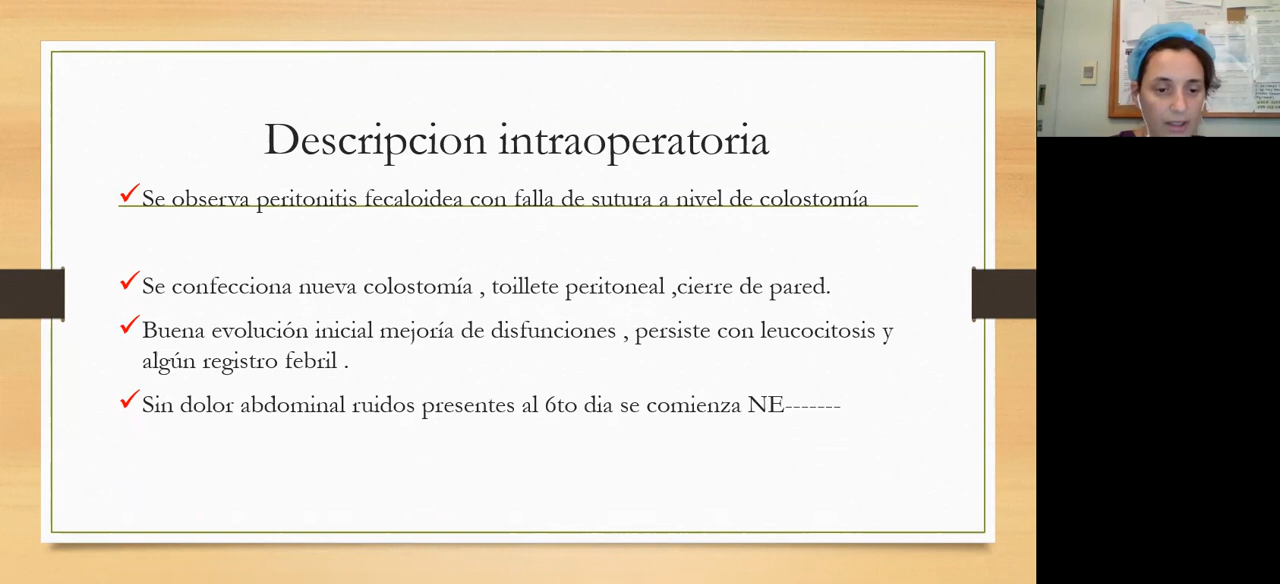 Descripcion intraoperatoria
Se observa peritonitis fecaloidea con falla de sutura a nivel de colostomía
Se confecciona nueva colostomía , toillete peritoneal ,cierre de pared.
Buena evolución inicial mejoría de disfunciones , persiste con leucocitosis y
algún registro febril .
Sin dolor abdominal ruidos presentes al 6to dia se comienza NE-------